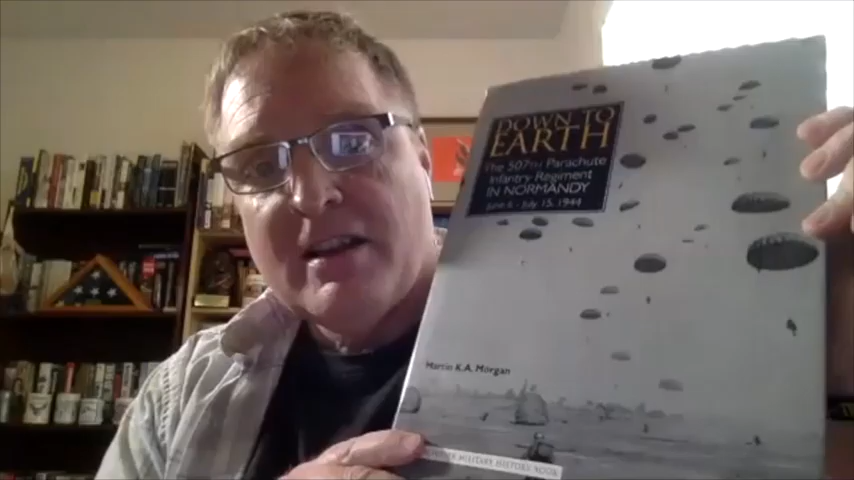 DOWN TO
EARTH
The 507TH Parachute
Infantry Regiment
IN NORMANDY
June 6 - July 15, 1944
Martin K.A. Morgan
MILITARY HISTORY BOOK